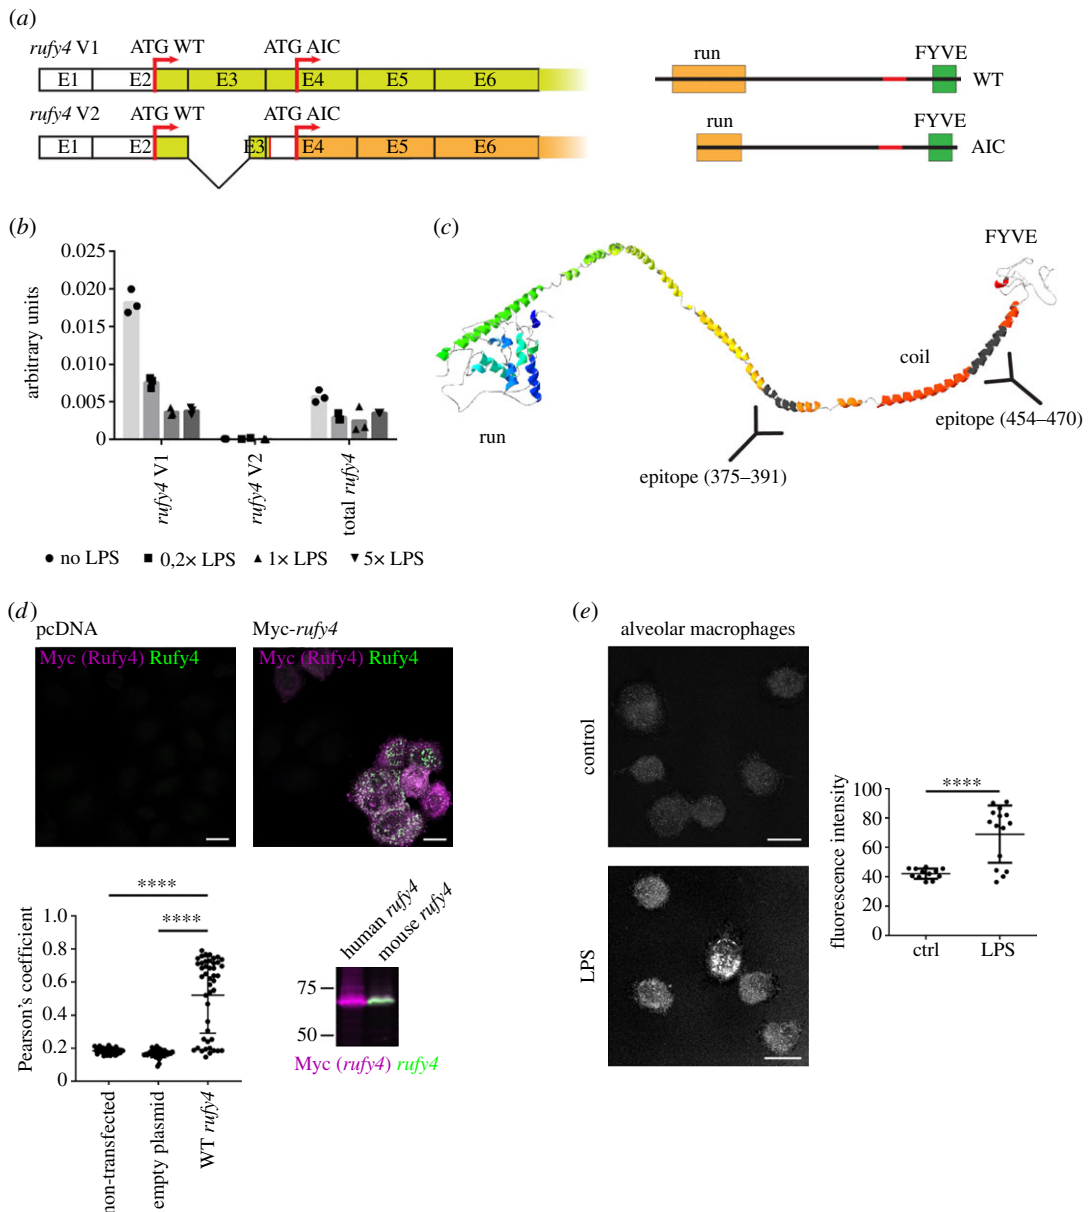 (a)
rufy4 V1
ATG WT
ATG AIC
E1 E2 E3 E4 E5 E6
run
FYVE
WT
rufy4 V2
ATG WT
ATG AIC
E1 E2 E3 E4 E5 E6
run
FYVE
AIC
(b)
arbitrary units
0.025
0.020
0.015
0.010
0.005
0
rufy4 V1
rufy4 V2
total rufy4
no LPS
0,2× LPS
1× LPS
5× LPS
(c)
FYVE
coil
run
epitope (454–470)
epitope (375–391)
(d)
pcDNA
Myc (Rufy4) Rufy4
Myc-rufy4
Myc (Rufy4) Rufy4
Pearson's coefficient
1.0
0.8
0.6
0.4
0.2
0
****
****
non-transfected
empty plasmid
WT rufy4
human rufy4
mouse rufy4
75
50
Myc (rufy4) rufy4
(e)
alveolar macrophages
control
LPS
fluorescence intensity
100
80
60
40
20
0
****
ctrl
LPS